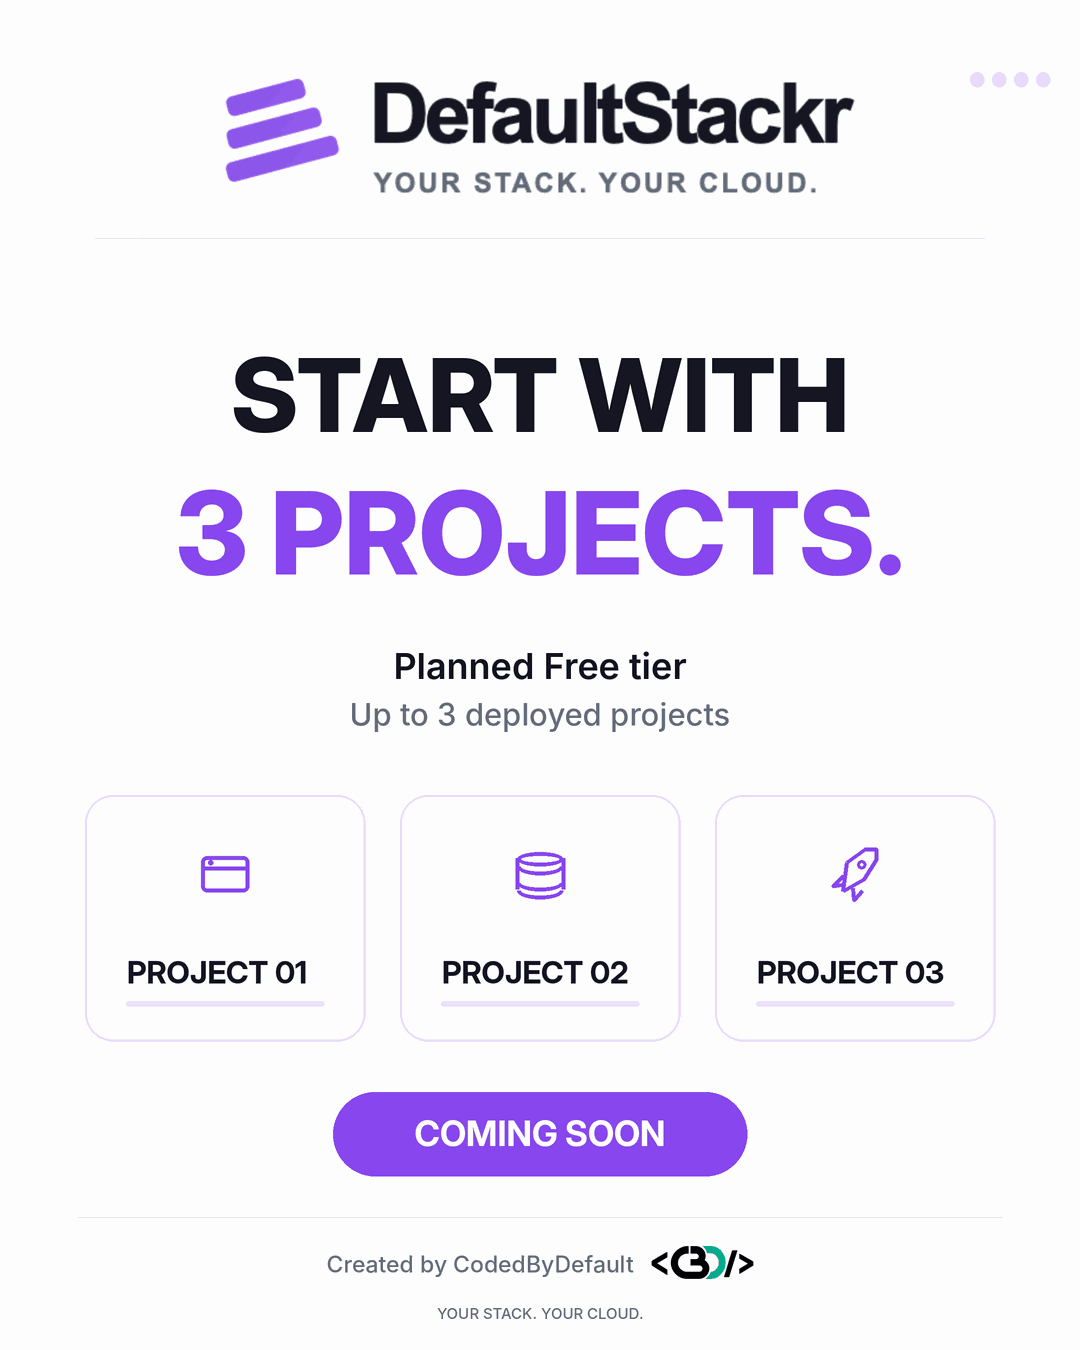 DefaultStackr
YOUR STACK. YOUR CLOUD.
START WITH
3 PROJECTS.
Planned Free tier
Up to 3 deployed projects
PROJECT 01
PROJECT 02
PROJECT 03
COMING SOON
Created by CodedByDefault <CBD/>
YOUR STACK. YOUR CLOUD.